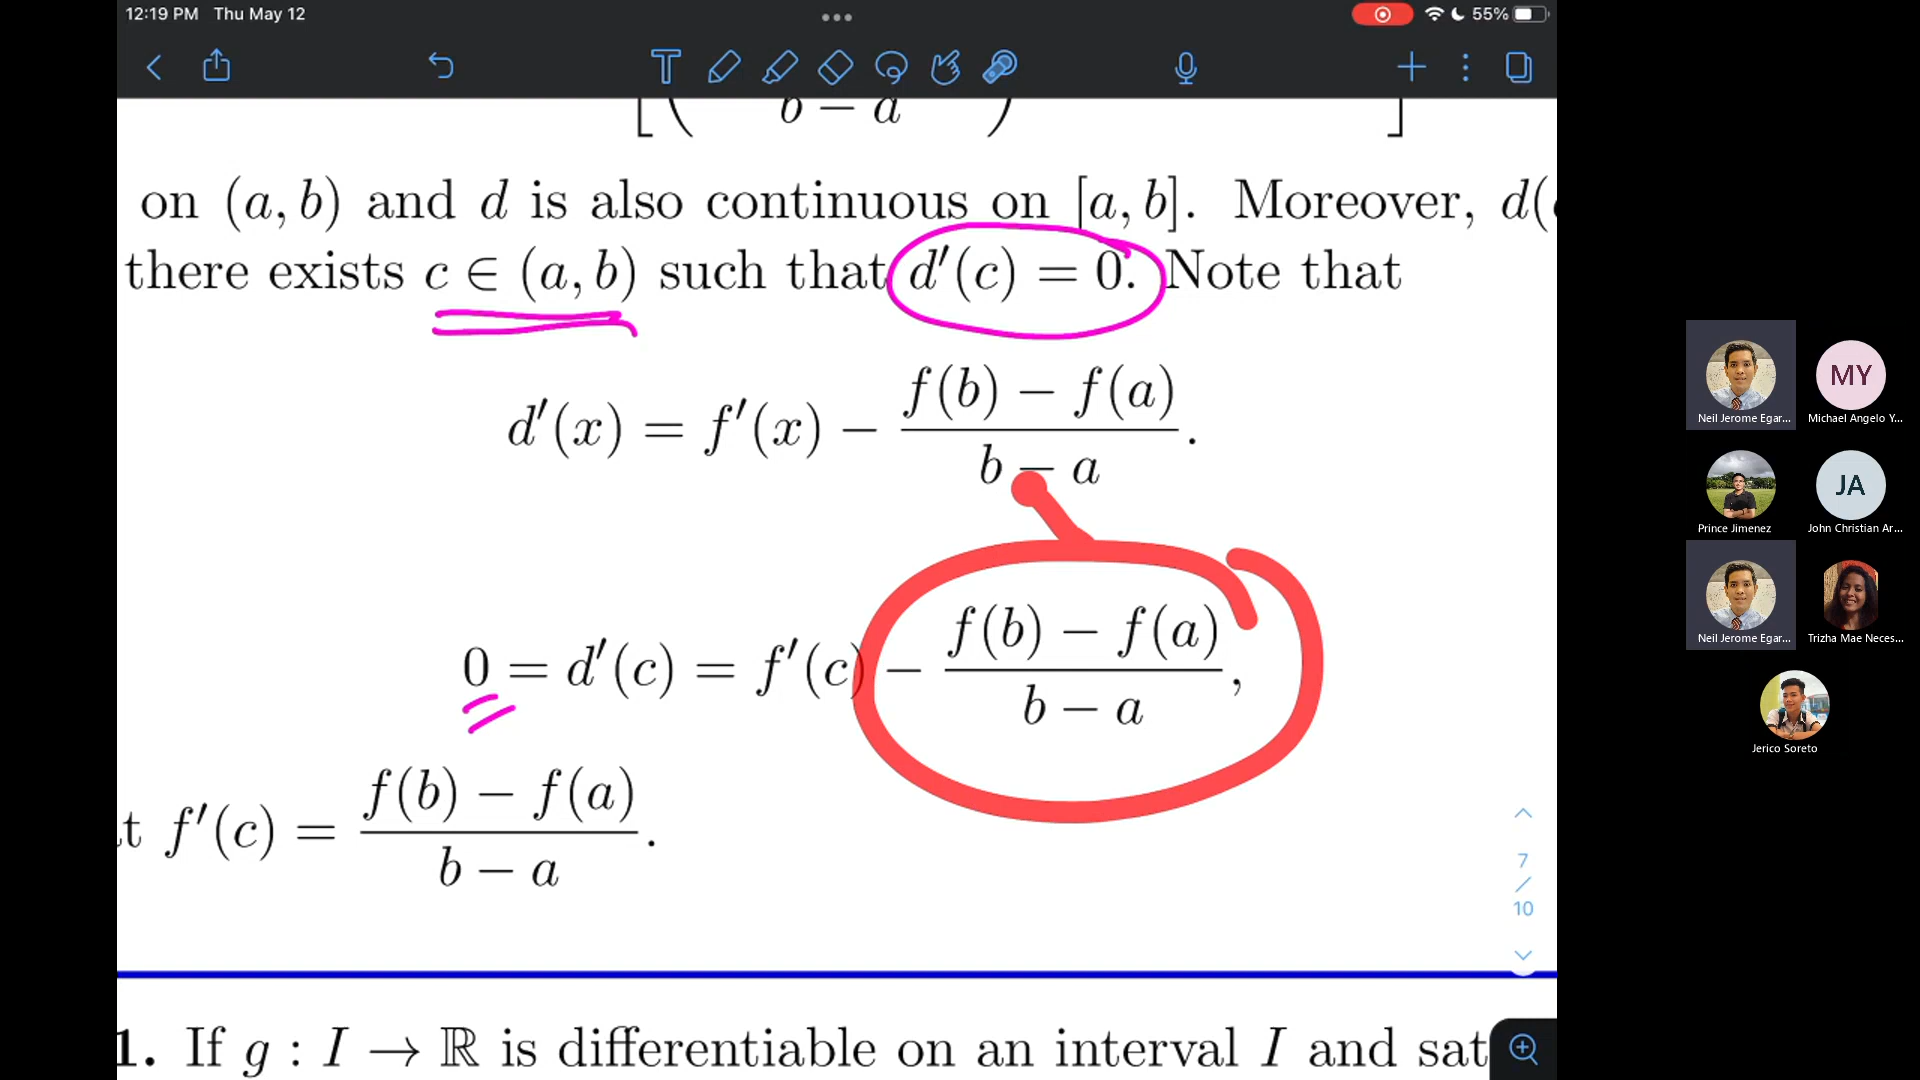 12:19 PM Thu May 12
55%
b − a
on (a, b) and d is also continuous on [a, b]. Moreover, d(
there exists c ∈ (a, b) such that d′(c) = 0. Note that
d′(x) = f′(x) − f(b) − f(a) / b − a .
0 = d′(c) = f′(c) − f(b) − f(a) / b − a ,
t f′(c) = f(b) − f(a) / b − a .
7
/
10
1. If g : I → ℝ is differentiable on an interval I and sat
Neil Jerome Egar...
MY
Michael Angelo Y...
Prince Jimenez
JA
John Christian Ar...
Neil Jerome Egar...
Trizha Mae Neces...
Jerico Soreto